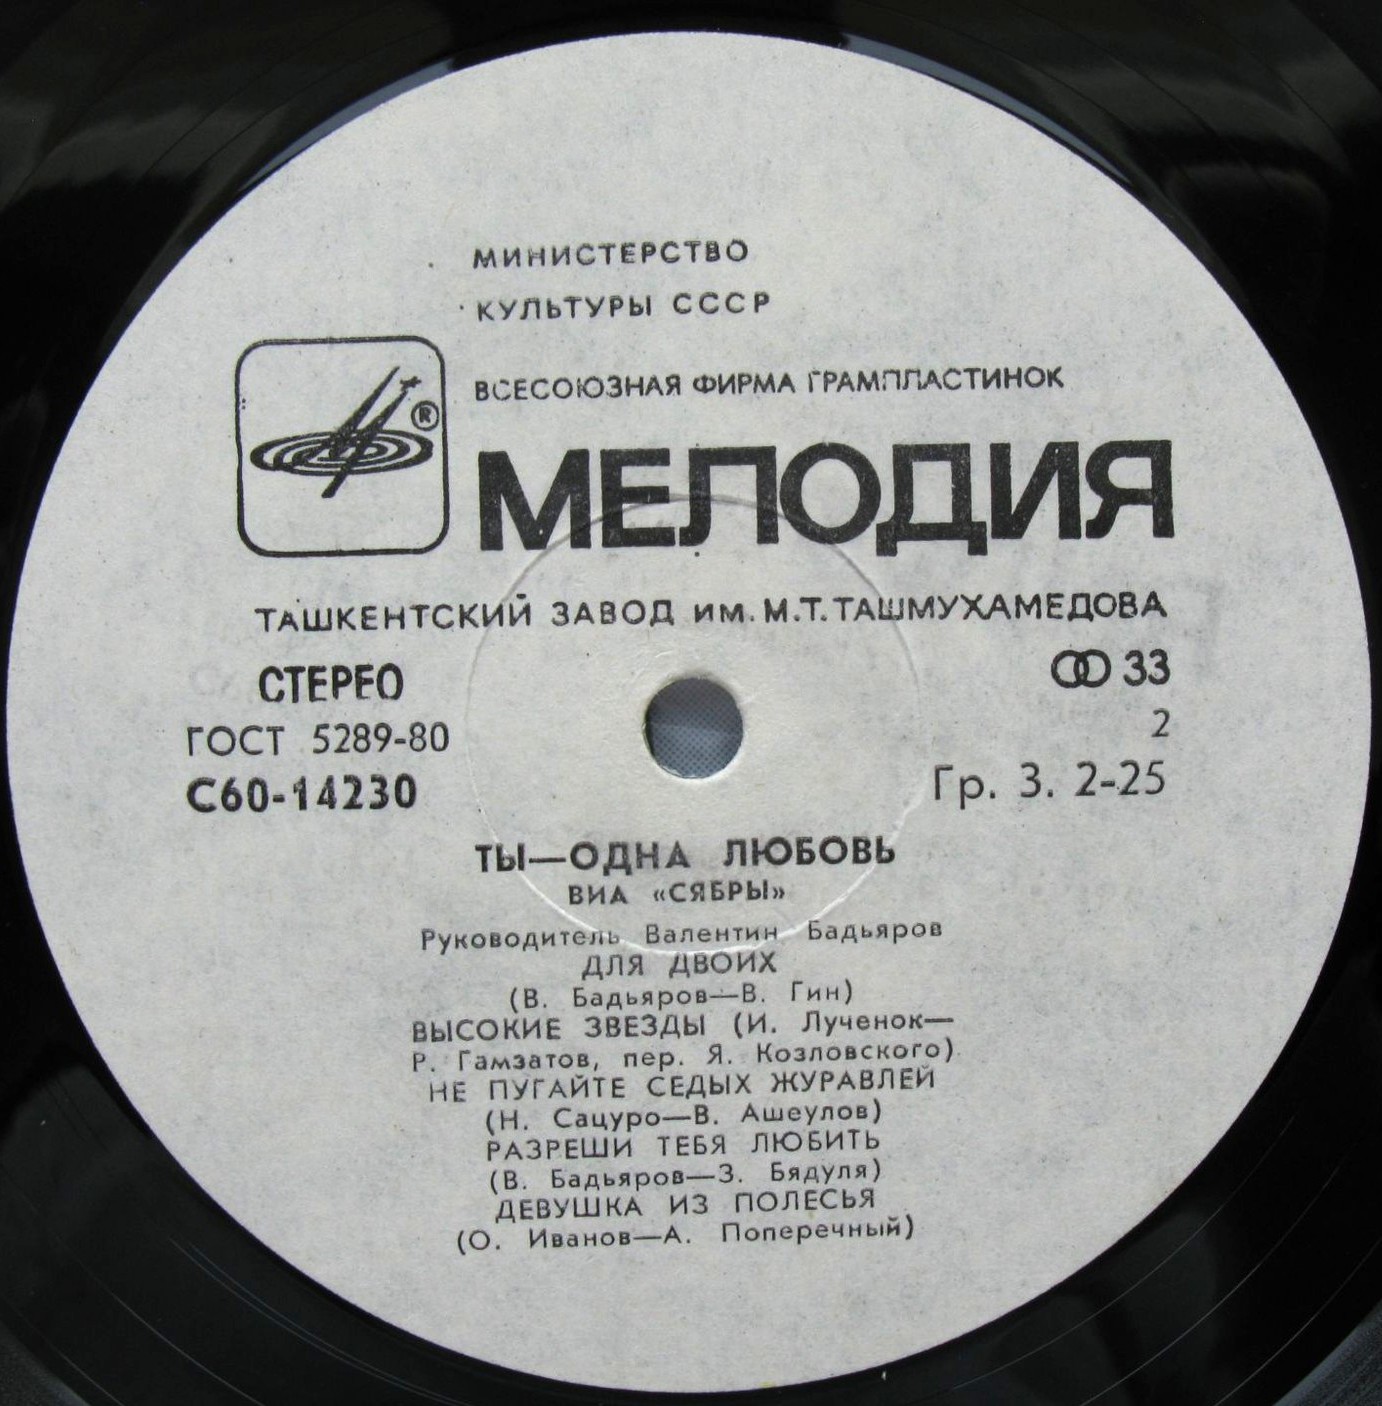 МИНИСТЕРСТВО
КУЛЬТУРЫ СССР
ВСЕСОЮЗНАЯ ФИРМА ГРАМПЛАСТИНОК
®
МЕЛОДИЯ
ТАШКЕНТСКИЙ ЗАВОД им. М.Т. ТАШМУХАМЕДОВА
СТЕРЕО
33
ГОСТ 5289-80
2
С60-14230
Гр. 3. 2-25
ТЫ—ОДНА ЛЮБОВЬ
ВИА «СЯБРЫ»
Руководитель Валентин Бадьяров
ДЛЯ ДВОИХ
(В. Бадьяров—В. Гин)
ВЫСОКИЕ ЗВЕЗДЫ (И. Лученок—
Р. Гамзатов, пер. Я. Козловского)
НЕ ПУГАЙТЕ СЕДЫХ ЖУРАВЛЕЙ
(Н. Сацуро—В. Ашеулов)
РАЗРЕШИ ТЕБЯ ЛЮБИТЬ
(В. Бадьяров—З. Бядуля)
ДЕВУШКА ИЗ ПОЛЕСЬЯ
(О. Иванов—А. Поперечный)